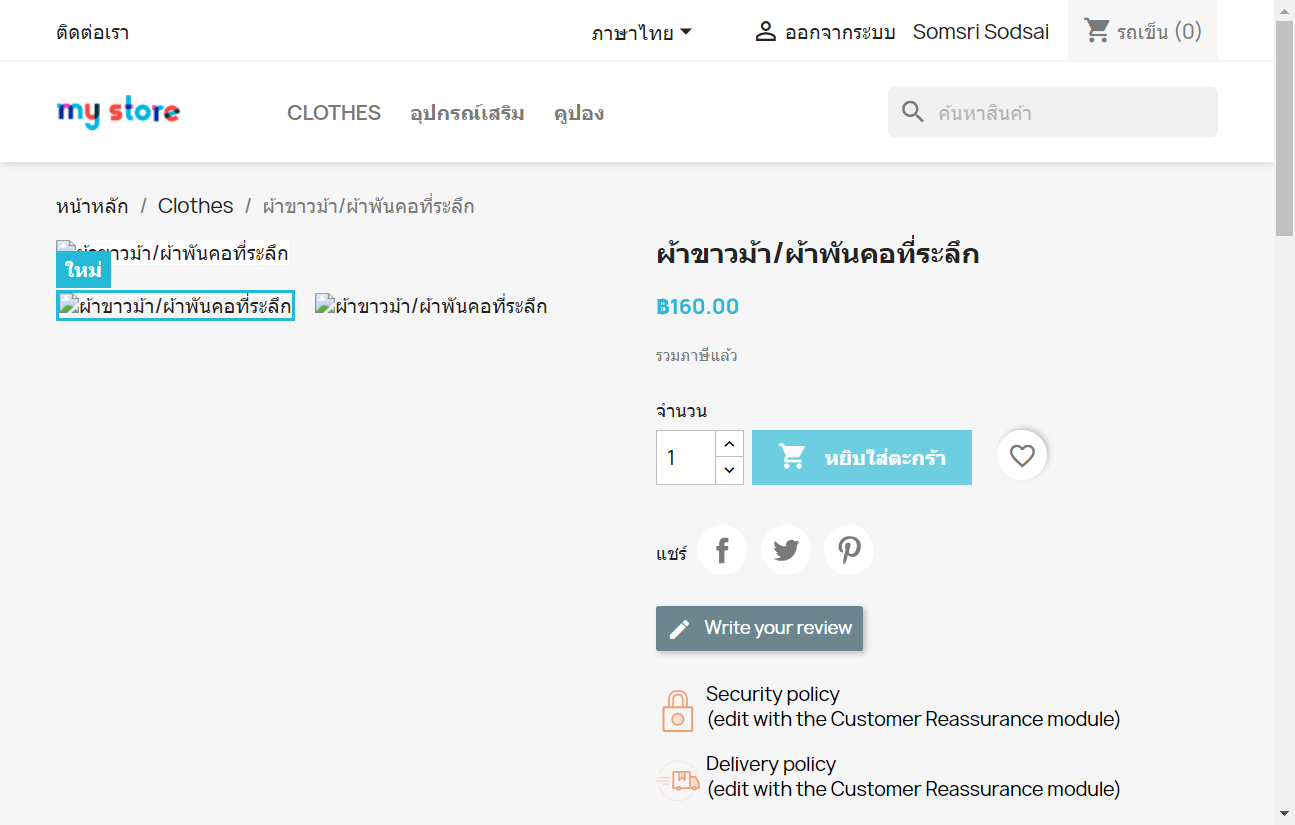 ติดต่อเรา
ภาษาไทย
ออกจากระบบ
Somsri Sodsai
รถเข็น (0)
my store
CLOTHES
อุปกรณ์เสริม
คูปอง
ค้นหาสินค้า
หน้าหลัก / Clothes / ผ้าขาวม้า/ผ้าพันคอที่ระลึก
ผ้าขาวม้า/ผ้าพันคอที่ระลึก
ใหม่
ผ้าขาวม้า/ผ้าพันคอที่ระลึก
ผ้าขาวม้า/ผ้าพันคอที่ระลึก
ผ้าขาวม้า/ผ้าพันคอที่ระลึก
฿160.00
รวมภาษีแล้ว
จำนวน
1
หยิบใส่ตะกร้า
แชร์
Write your review
Security policy
(edit with the Customer Reassurance module)
Delivery policy
(edit with the Customer Reassurance module)